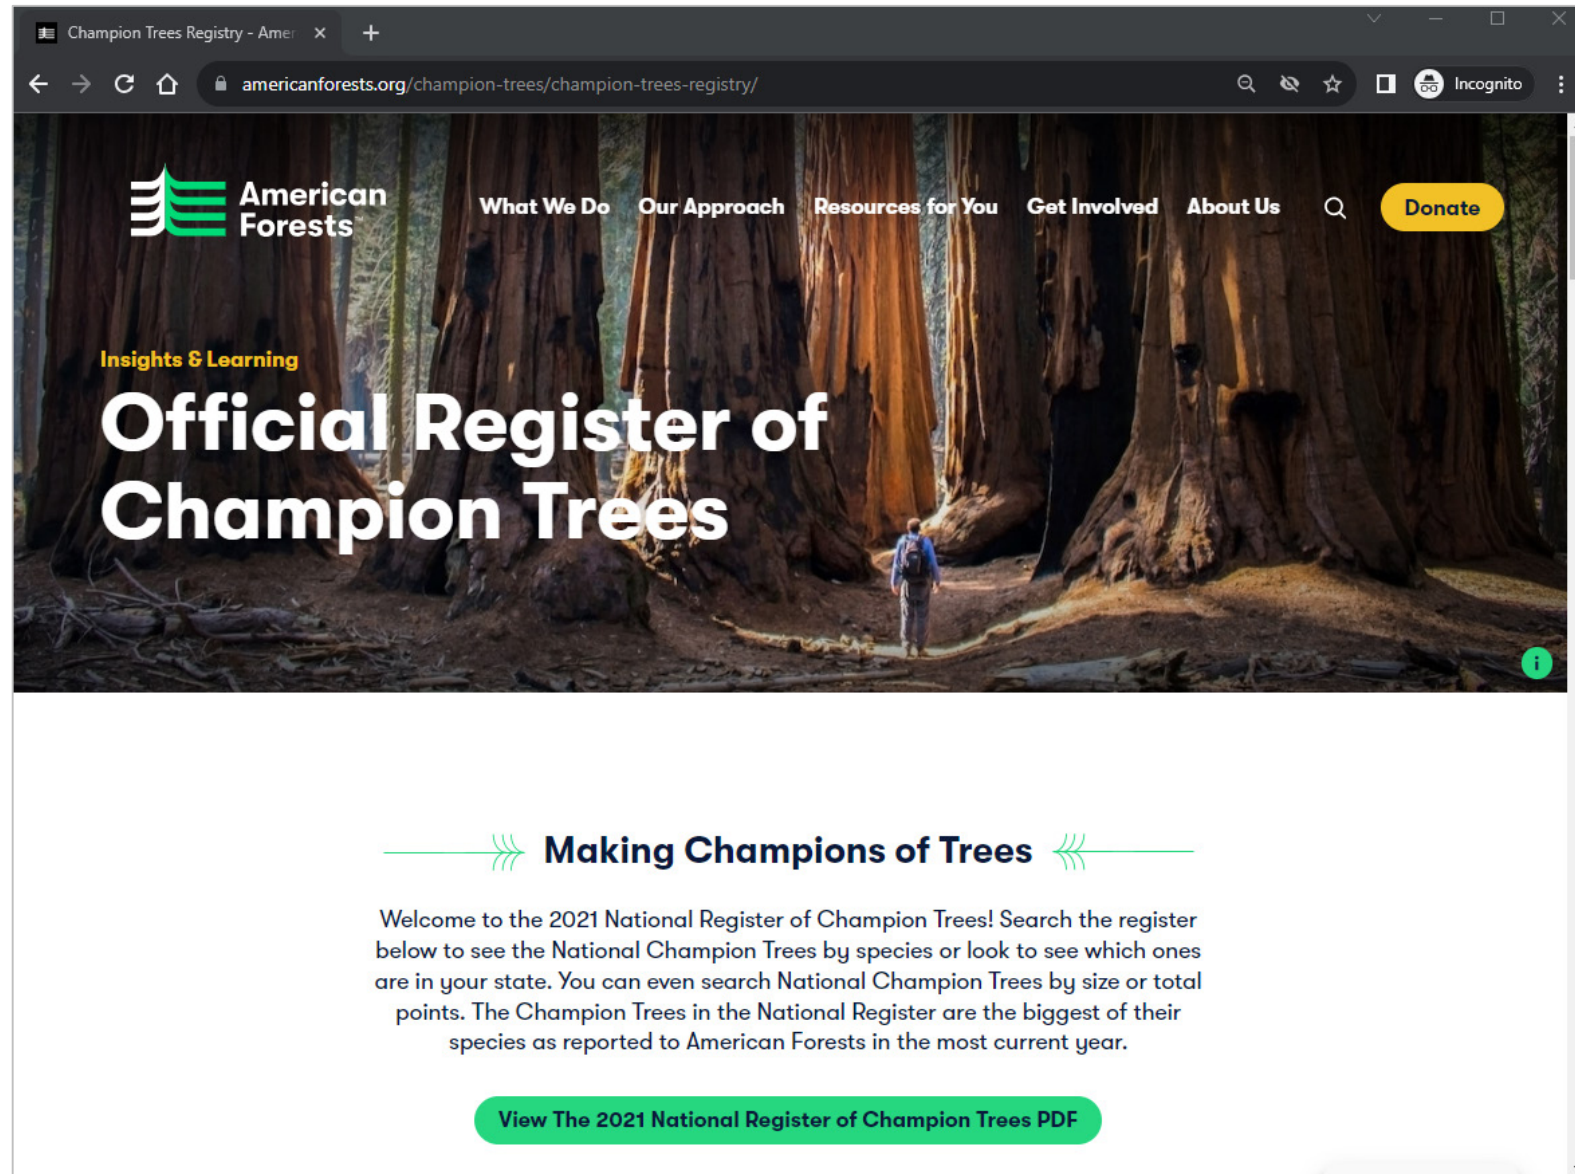 Champion Trees Registry - Amer
americanforests.org/champion-trees/champion-trees-registry/
Incognito
American
Forests
What We Do
Our Approach
Resources for You
Get Involved
About Us
Donate
Insights & Learning
Official Register of
Champion Trees
Making Champions of Trees
Welcome to the 2021 National Register of Champion Trees! Search the register
below to see the National Champion Trees by species or look to see which ones
are in your state. You can even search National Champion Trees by size or total
points. The Champion Trees in the National Register are the biggest of their
species as reported to American Forests in the most current year.
View The 2021 National Register of Champion Trees PDF